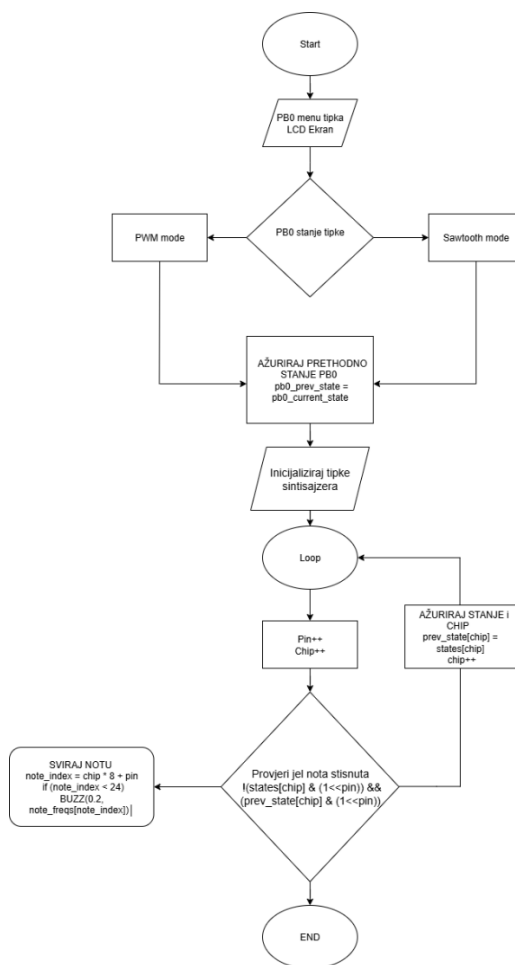 Start
PB0 menu tipka
LCD Ekran
PB0 stanje tipke
PWM mode
Sawtooth mode
AŽURIRAJ PRETHODNO
STANJE PB0
pb0_prev_state =
pb0_current_state
Inicijaliziraj tipke
sintisajzera
Loop
Pin++
Chip++
AŽURIRAJ STANJE i
CHIP
prev_state[chip] =
states[chip]
chip++
Provjeri jel nota stisnuta
!(states[chip] & (1<<pin)) &&
(prev_state[chip] & (1<<pin))
SVIRAJ NOTU
note_index = chip * 8 + pin
if (note_index < 24)
BUZZ(0.2,
note_freqs[note_index])|
END